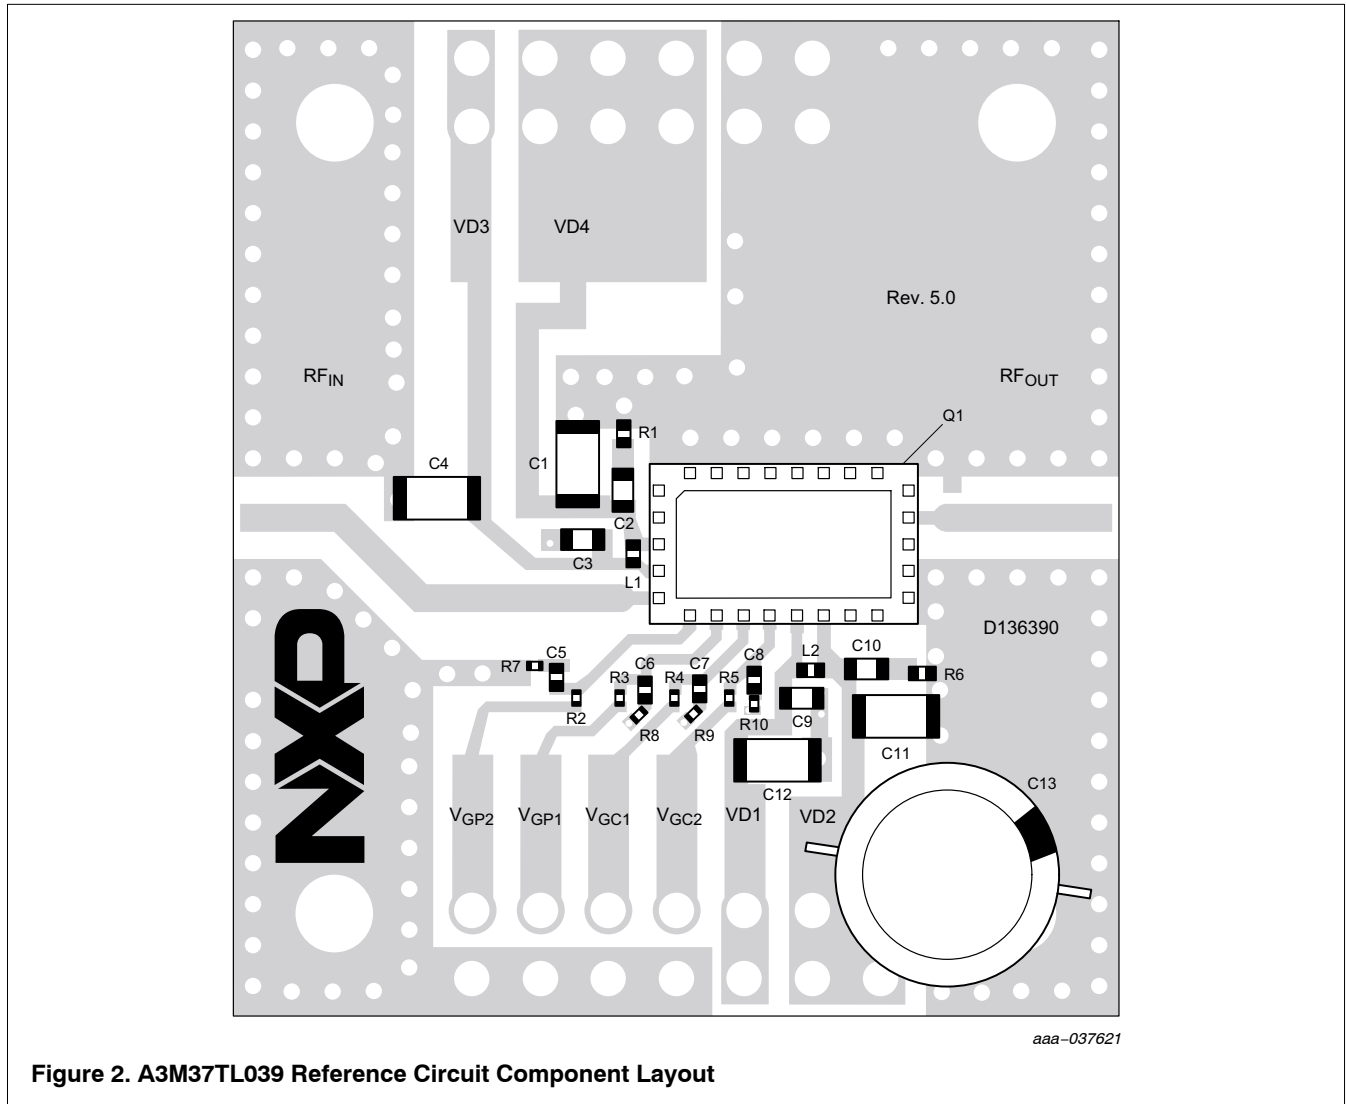 VD3 VD4
Rev. 5.0
RFIN RFOUT
Q1
R1
C4 C1
C2
C3
L1
D136390
NXP
R7 C5 C6 C7 C8 L2 C10
R3 R4 R5 R6
R2 R8 R9 R10 C9
C11
C12 C13
VGP2 VGP1 VGC1 VGC2 VD1 VD2
aaa–037621
Figure 2. A3M37TL039 Reference Circuit Component Layout